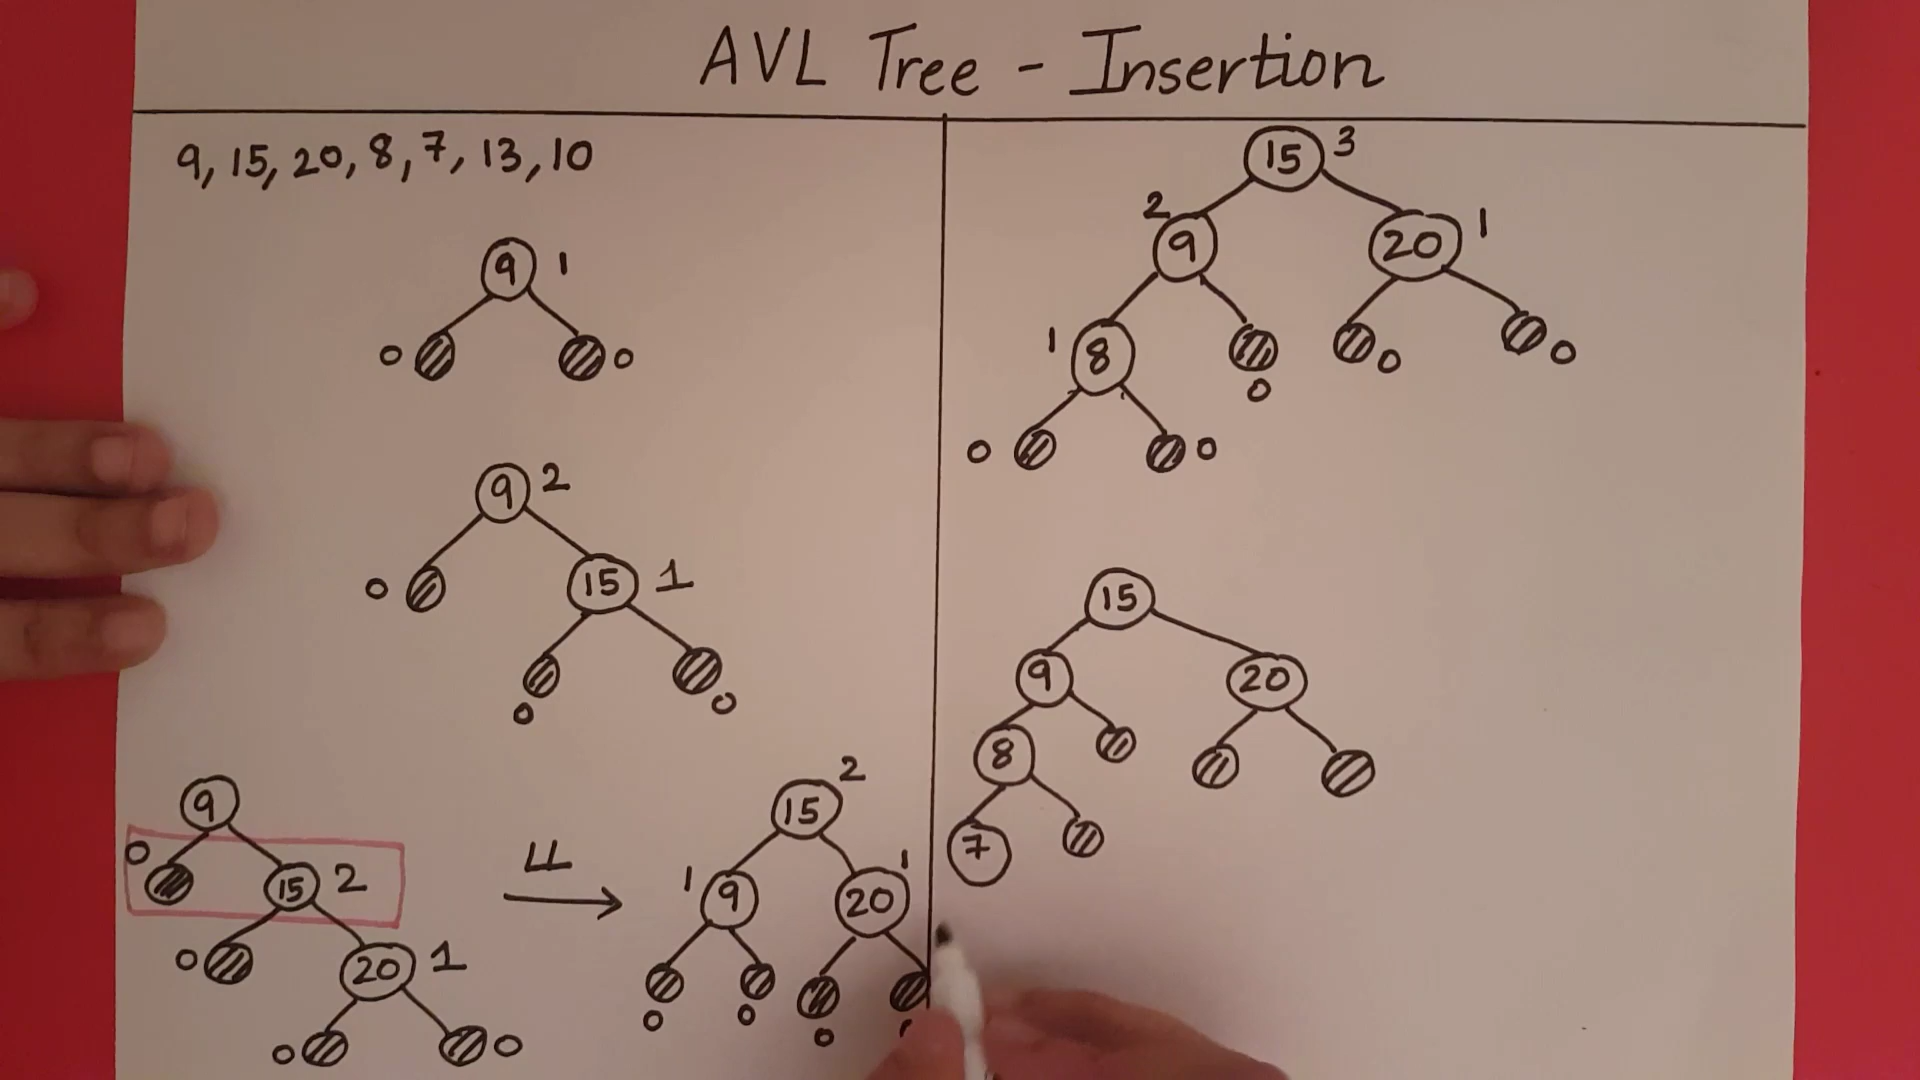 AVL Tree - Insertion
9, 15, 20, 8, 7, 13, 10
9 1
0 0
9 2
0 15 1
0 0
9
0 15 2
0 20 1
0 0
LL
15 2
1 9 20 1
0 0 0
15 3
2 9 20 1
1 8 0 0 0
0 0
15
9 20
8
7